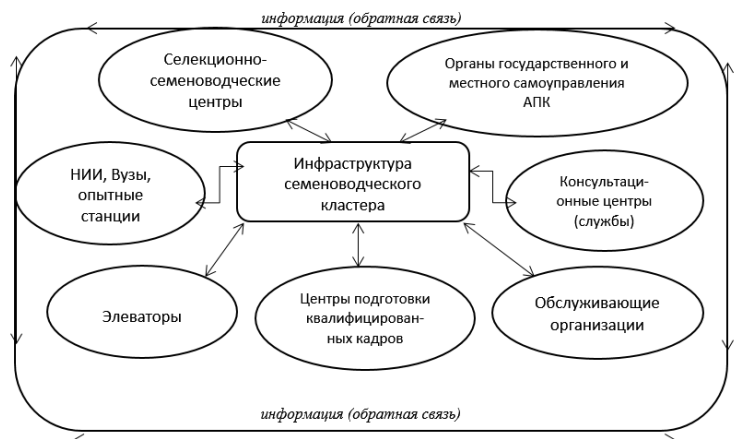 информация (обратная связь)
Селекционно-
семеноводческие
центры
Органы государственного и
местного самоуправления
АПК
НИИ, Вузы,
опытные
станции
Инфраструктура
семеноводческого
кластера
Консультаци-
онные центры
(службы)
Элеваторы
Центры подготовки
квалифицирован-
ных кадров
Обслуживающие
организации
информация (обратная связь)